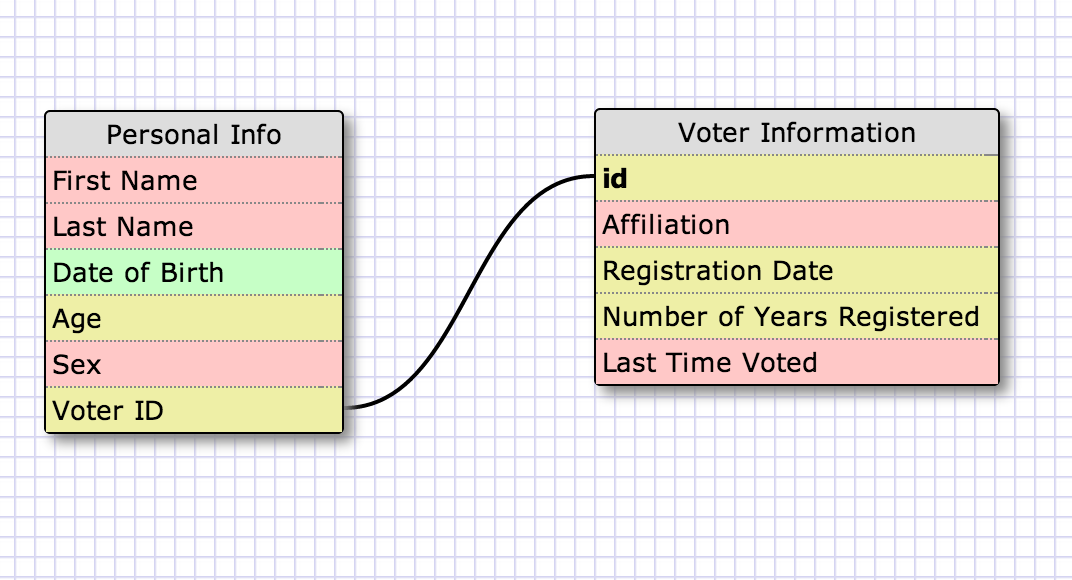 Personal Info
First Name
Last Name
Date of Birth
Age
Sex
Voter ID
Voter Information
id
Affiliation
Registration Date
Number of Years Registered
Last Time Voted